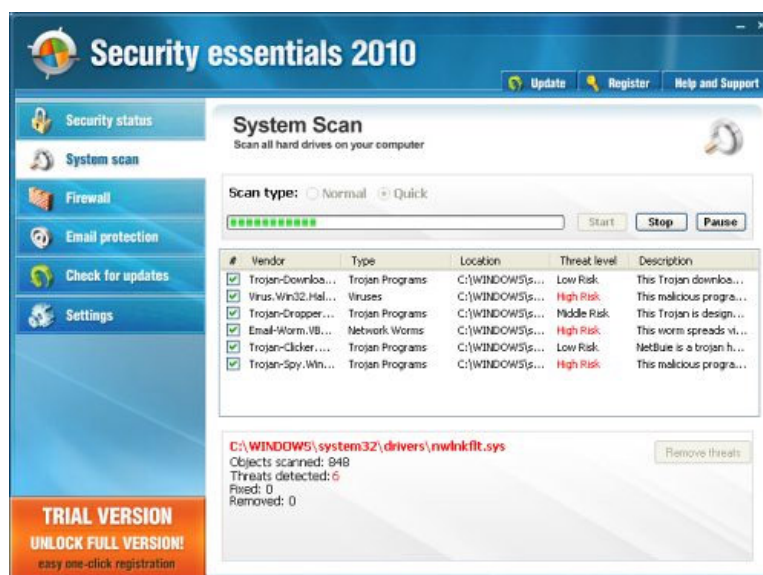 Security essentials 2010
Update Register Help and Support
Security status
System scan
Firewall
Email protection
Check for updates
Settings
TRIAL VERSION
UNLOCK FULL VERSION!
easy one-click registration
System Scan
Scan all hard drives on your computer
Scan type: Normal Quick
Start Stop Pause
# Vendor Type Location Threat level Description
Trojan-Downloa... Trojan Programs C:\WINDOWS\s... Low Risk This Trojan downloa...
Virus.Win32.Hal... Viruses C:\WINDOWS\s... High Risk This malicious progra...
Trojan-Dropper... Trojan Programs C:\WINDOWS\s... Middle Risk This Trojan is design...
Email-Worm.VB... Network Worms C:\WINDOWS\s... High Risk This worm spreads vi...
Trojan-Clicker.... Trojan Programs C:\WINDOWS\s... Low Risk NetBuie is a trojan h...
Trojan-Spy.Win... Trojan Programs C:\WINDOWS\s... High Risk This malicious progra...
C:\WINDOWS\system32\drivers\nwlnkflt.sys
Objects scanned: 848
Threats detected: 6
Fixed: 0
Removed: 0
Remove threats